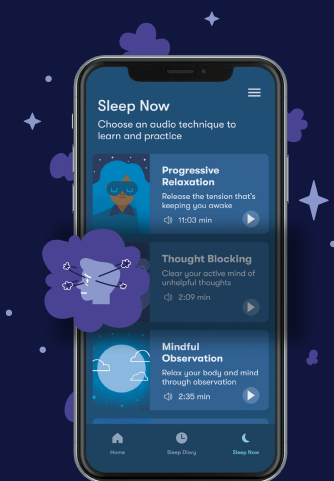 Sleep Now
Choose an audio technique to
learn and practice
Progressive
Relaxation
Release the tension that's
keeping you awake
11:03 min
Thought Blocking
Clear your active mind of
unhelpful thoughts
2:09 min
Mindful
Observation
Relax your body and mind
through observation
2:35 min
Home
Sleep Diary
Sleep Now